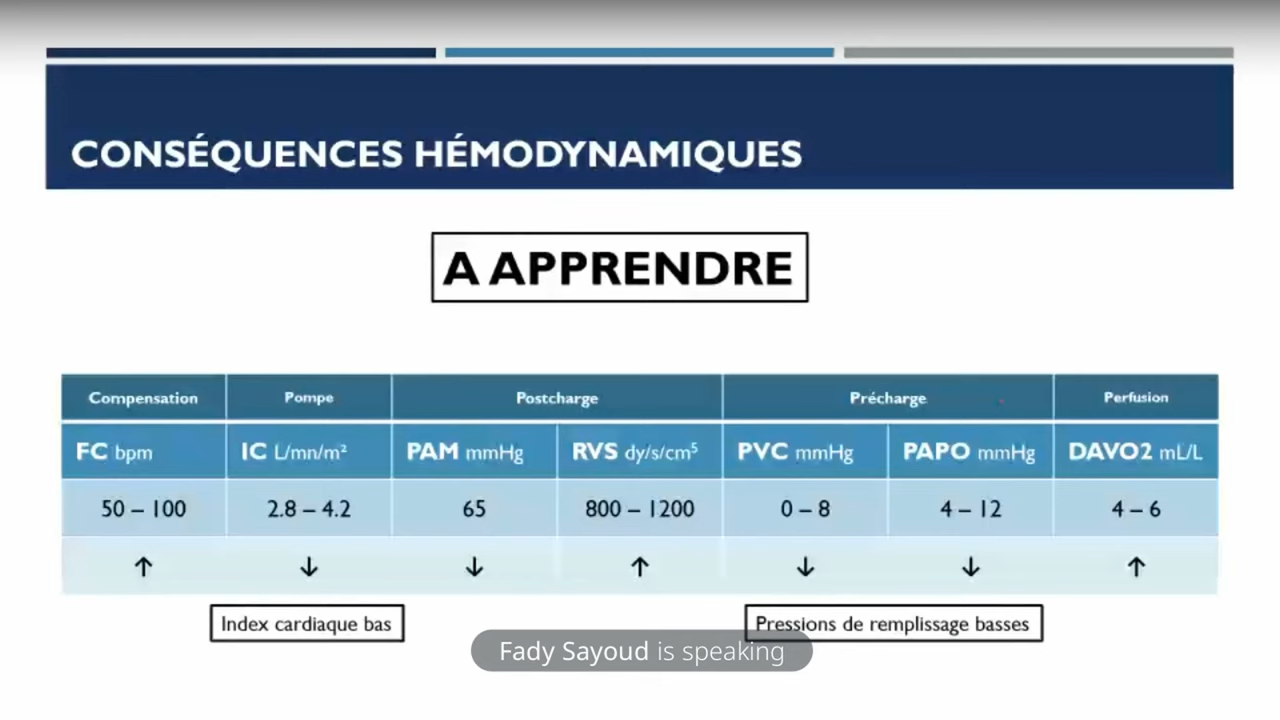 CONSÉQUENCES HÉMODYNAMIQUES
A APPRENDRE
Compensation Pompe Postcharge Précharge Perfusion
FC bpm IC L/mn/m² PAM mmHg RVS dy/s/cm⁵ PVC mmHg PAPO mmHg DAVO2 mL/L
50 – 100 2.8 – 4.2 65 800 – 1200 0 – 8 4 – 12 4 – 6
↑ ↓ ↓ ↑ ↓ ↓ ↑
Index cardiaque bas Pressions de remplissage basses
Fady Sayoud is speaking